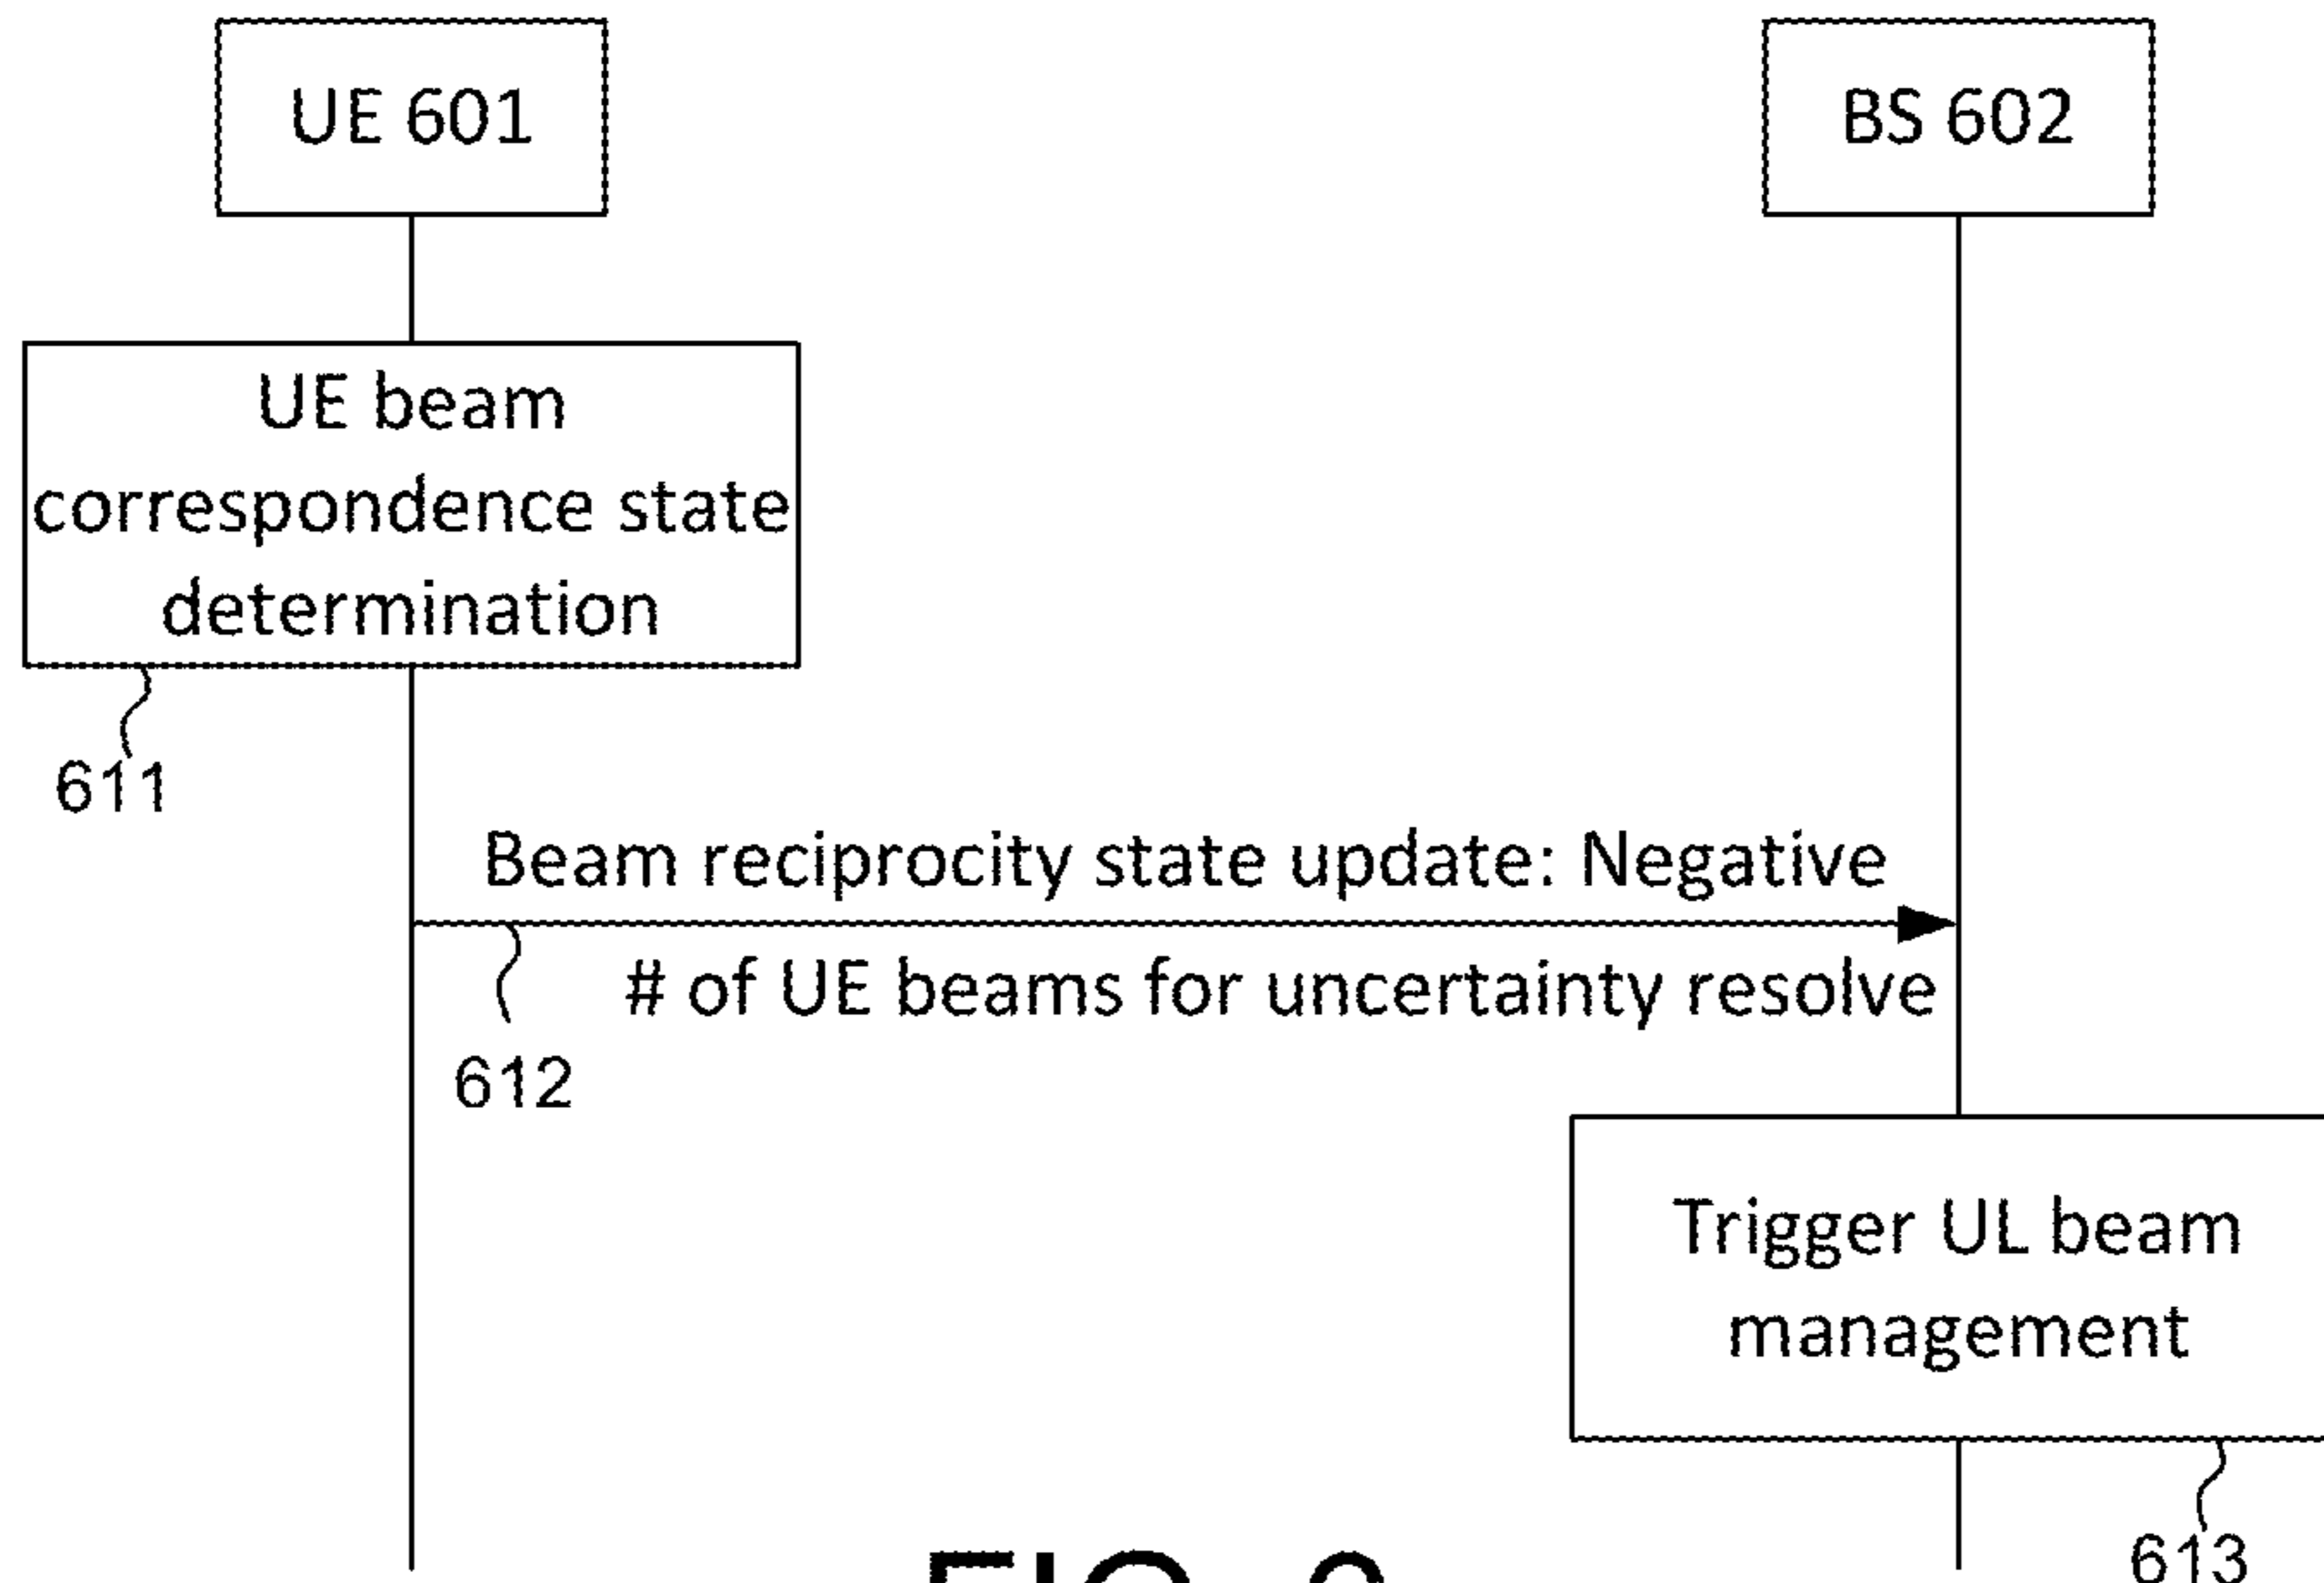 UE 601
BS 602
UE beam
correspondence state
determination
611
Beam reciprocity state update: Negative
# of UE beams for uncertainty resolve
612
Trigger UL beam
management
613
FIG.